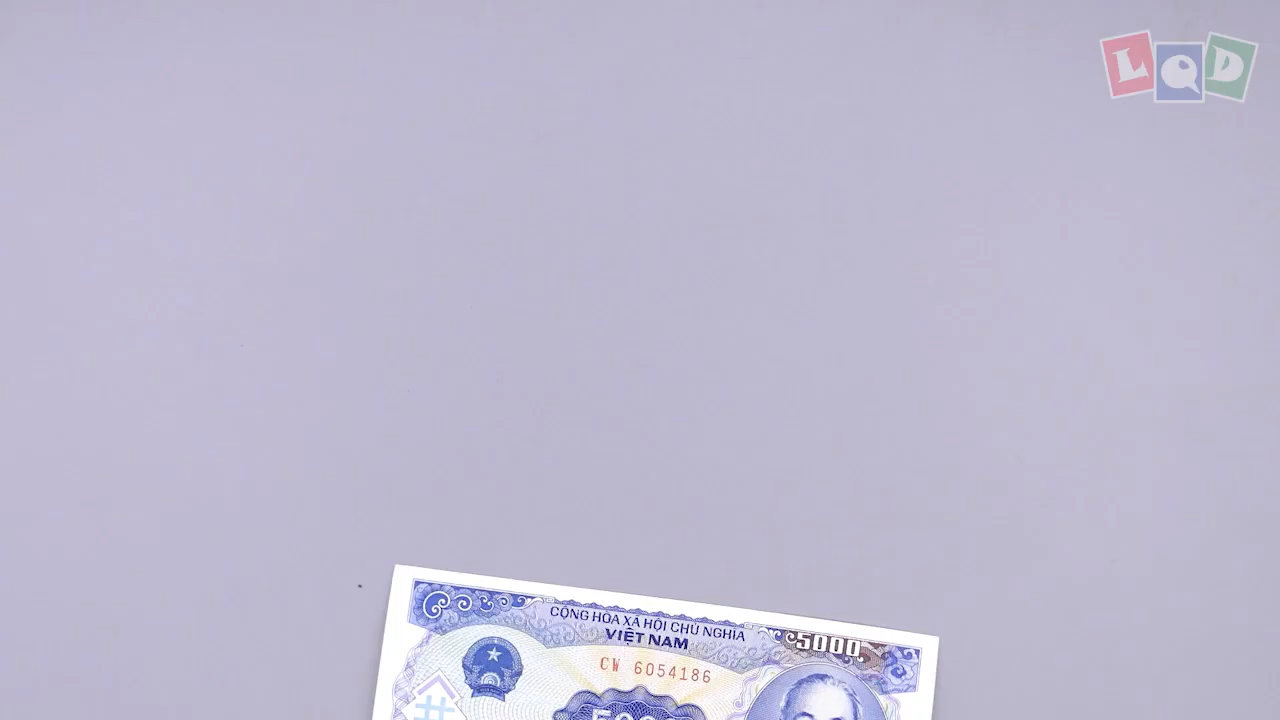 LQD
CỘNG HÒA XÃ HỘI CHỦ NGHĨA
VIỆT NAM
5000
CW 6054186